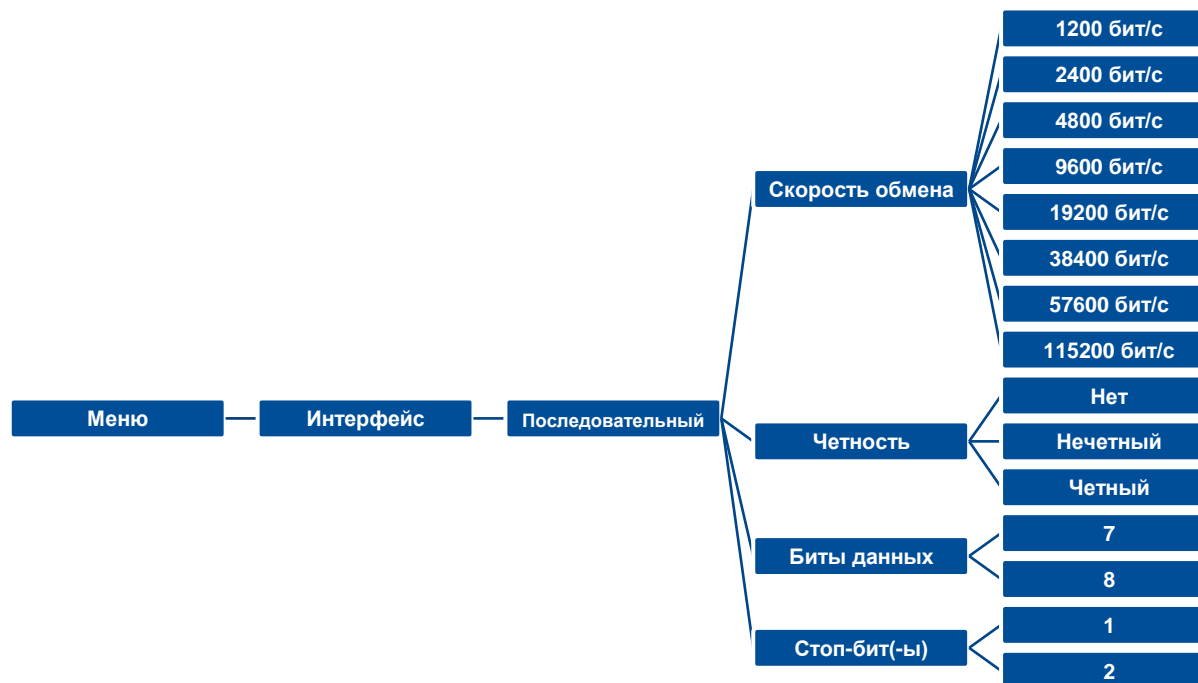 Меню
Интерфейс
Последовательный
Скорость обмена
1200 бит/с
2400 бит/с
4800 бит/с
9600 бит/с
19200 бит/с
38400 бит/с
57600 бит/с
115200 бит/с
Четность
Нет
Нечетный
Четный
Биты данных
7
8
Стоп-бит(-ы)
1
2